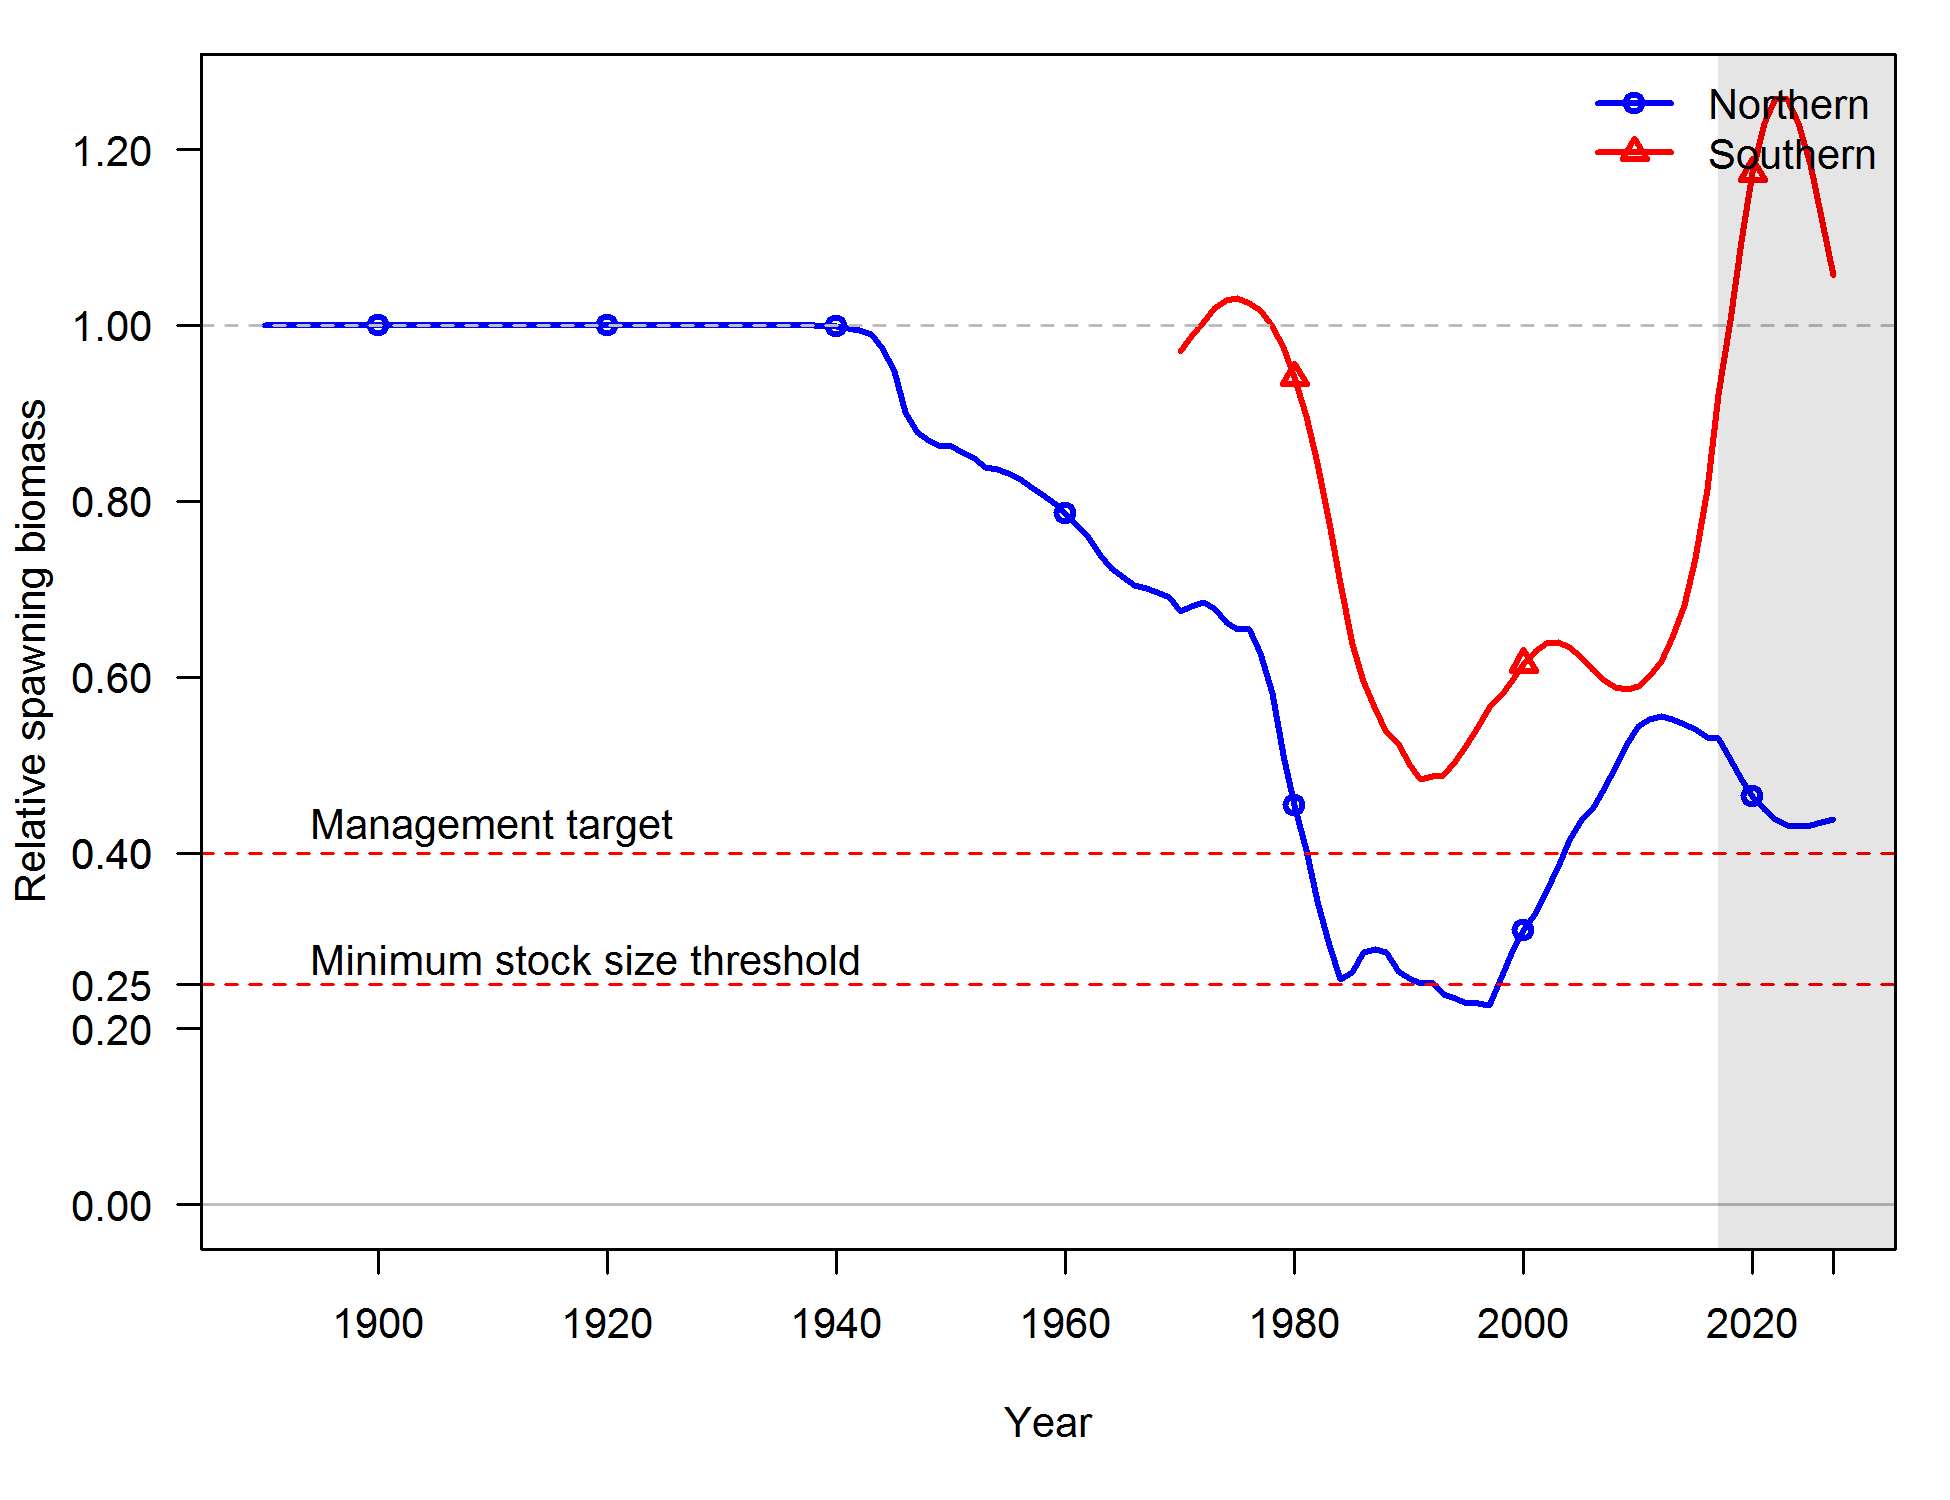 Northern
Southern
1.20
1.00
0.80
0.60
0.40
0.25
0.20
0.00
Relative spawning biomass
Management target
Minimum stock size threshold
1900 1920 1940 1960 1980 2000 2020
Year